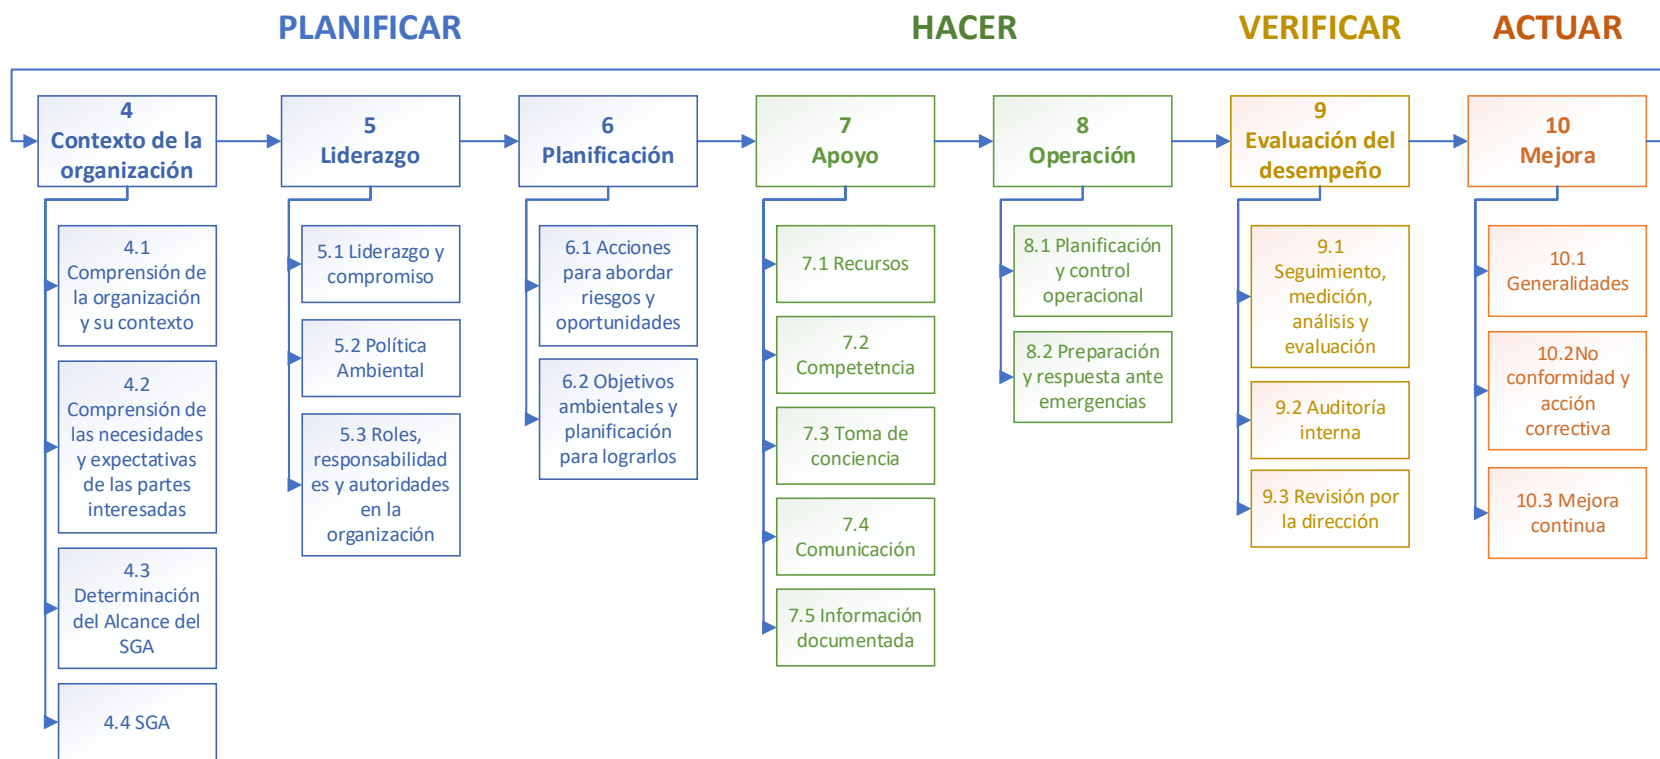 PLANIFICAR
HACER
VERIFICAR
ACTUAR
4
Contexto de la
organización
5
Liderazgo
6
Planificación
7
Apoyo
8
Operación
9
Evaluación del
desempeño
10
Mejora
4.1
Comprensión de
la organización
y su contexto
4.2
Comprensión de
las necesidades
y expectativas
de las partes
interesadas
4.3
Determinación
del Alcance del
SGA
4.4 SGA
5.1 Liderazgo y
compromiso
5.2 Política
Ambiental
5.3 Roles,
responsabilidad
es y autoridades
en la
organización
6.1 Acciones
para abordar
riesgos y
oportunidades
6.2 Objetivos
ambientales y
planificación
para lograrlos
7.1 Recursos
7.2
Competetncia
7.3 Toma de
conciencia
7.4
Comunicación
7.5 Información
documentada
8.1 Planificación
y control
operacional
8.2 Preparación
y respuesta ante
emergencias
9.1
Seguimiento,
medición,
análisis y
evaluación
9.2 Auditoría
interna
9.3 Revisión por
la dirección
10.1
Generalidades
10.2No
conformidad y
acción
correctiva
10.3 Mejora
continua